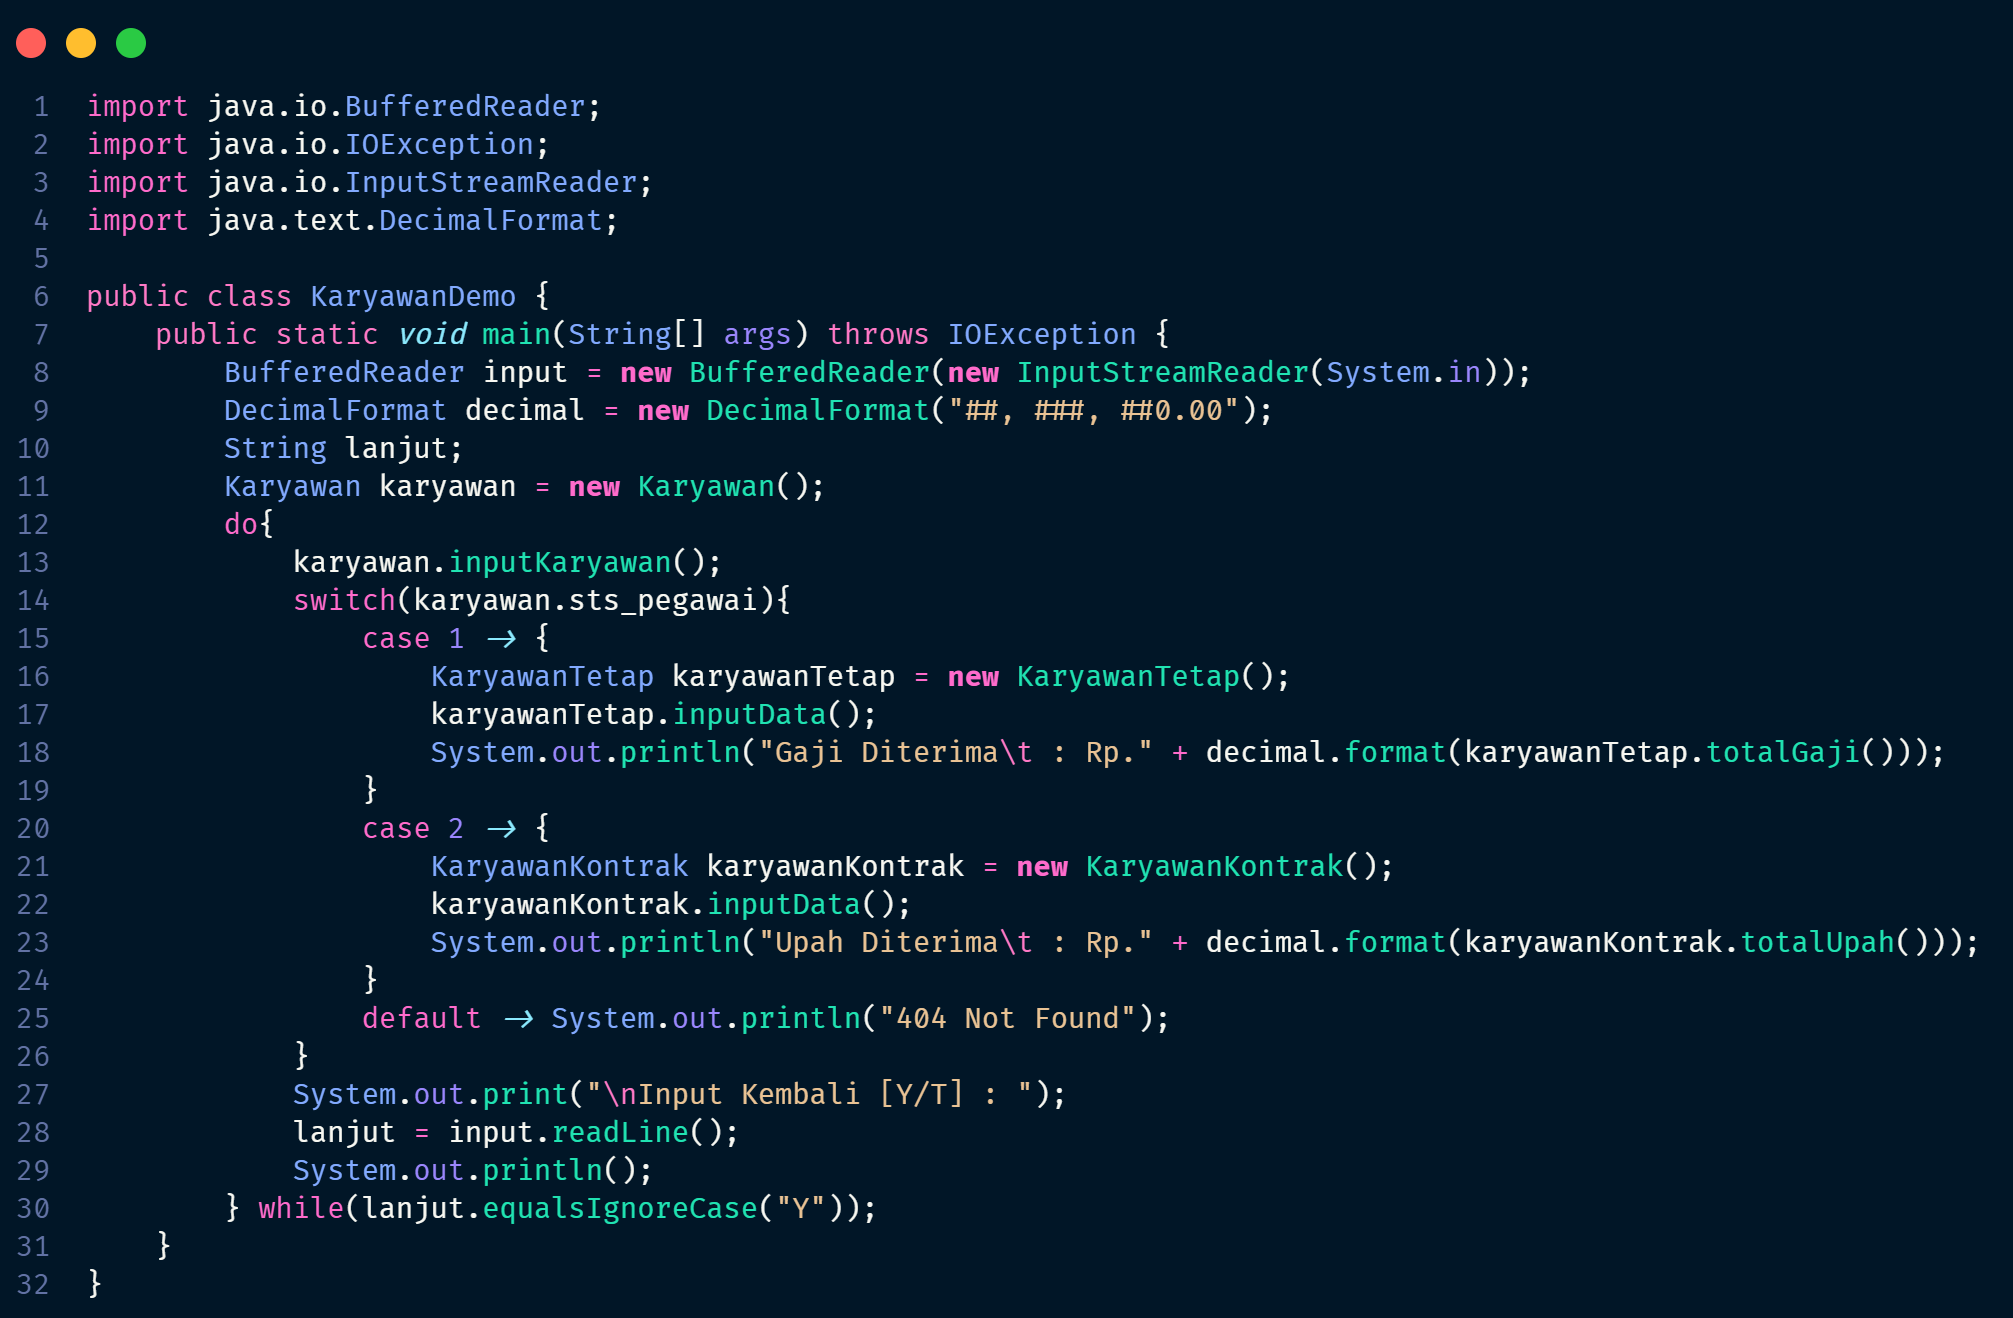 1 import java.io.BufferedReader;
2 import java.io.IOException;
3 import java.io.InputStreamReader;
4 import java.text.DecimalFormat;
5
6 public class KaryawanDemo {
7     public static void main(String[] args) throws IOException {
8         BufferedReader input = new BufferedReader(new InputStreamReader(System.in));
9         DecimalFormat decimal = new DecimalFormat("##, ###, ##0.00");
10         String lanjut;
11         Karyawan karyawan = new Karyawan();
12         do{
13             karyawan.inputKaryawan();
14             switch(karyawan.sts_pegawai){
15                 case 1 -> {
16                     KaryawanTetap karyawanTetap = new KaryawanTetap();
17                     karyawanTetap.inputData();
18                     System.out.println("Gaji Diterima\t : Rp." + decimal.format(karyawanTetap.totalGaji()));
19                 }
20                 case 2 -> {
21                     KaryawanKontrak karyawanKontrak = new KaryawanKontrak();
22                     karyawanKontrak.inputData();
23                     System.out.println("Upah Diterima\t : Rp." + decimal.format(karyawanKontrak.totalUpah()));
24                 }
25                 default -> System.out.println("404 Not Found");
26             }
27             System.out.print("\nInput Kembali [Y/T] : ");
28             lanjut = input.readLine();
29             System.out.println();
30         } while(lanjut.equalsIgnoreCase("Y"));
31     }
32 }